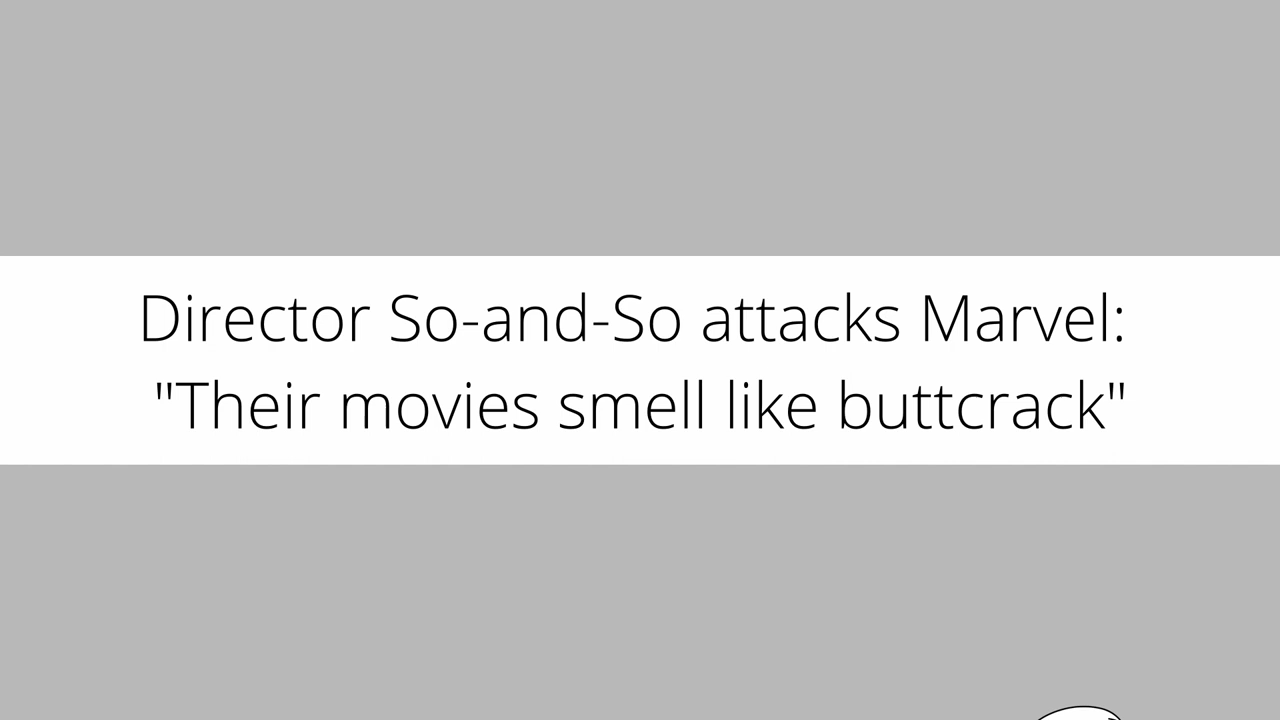 Director So-and-So attacks Marvel:
"Their movies smell like buttcrack"